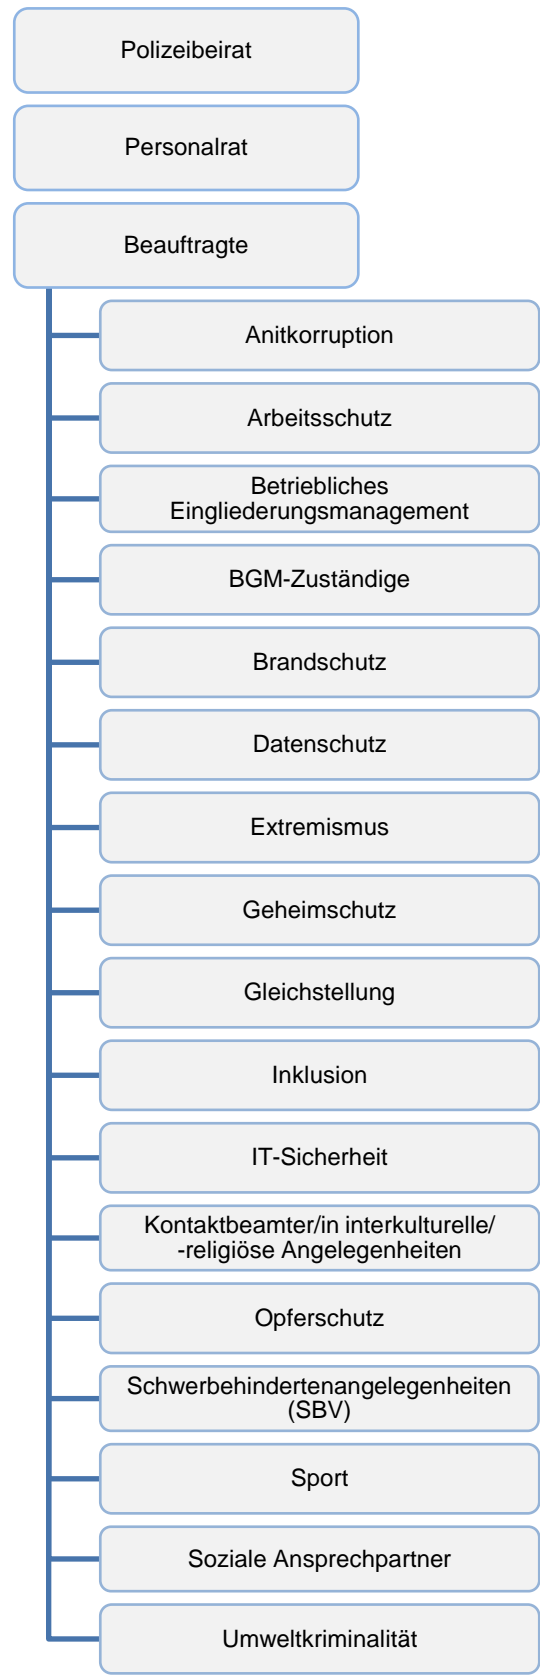 Polizeibeirat
Personalrat
Beauftragte
Anitkorruption
Arbeitsschutz
Betriebliches
Eingliederungsmanagement
BGM-Zuständige
Brandschutz
Datenschutz
Extremismus
Geheimschutz
Gleichstellung
Inklusion
IT-Sicherheit
Kontaktbeamter/in interkulturelle/
-religiöse Angelegenheiten
Opferschutz
Schwerbehindertenangelegenheiten
(SBV)
Sport
Soziale Ansprechpartner
Umweltkriminalität